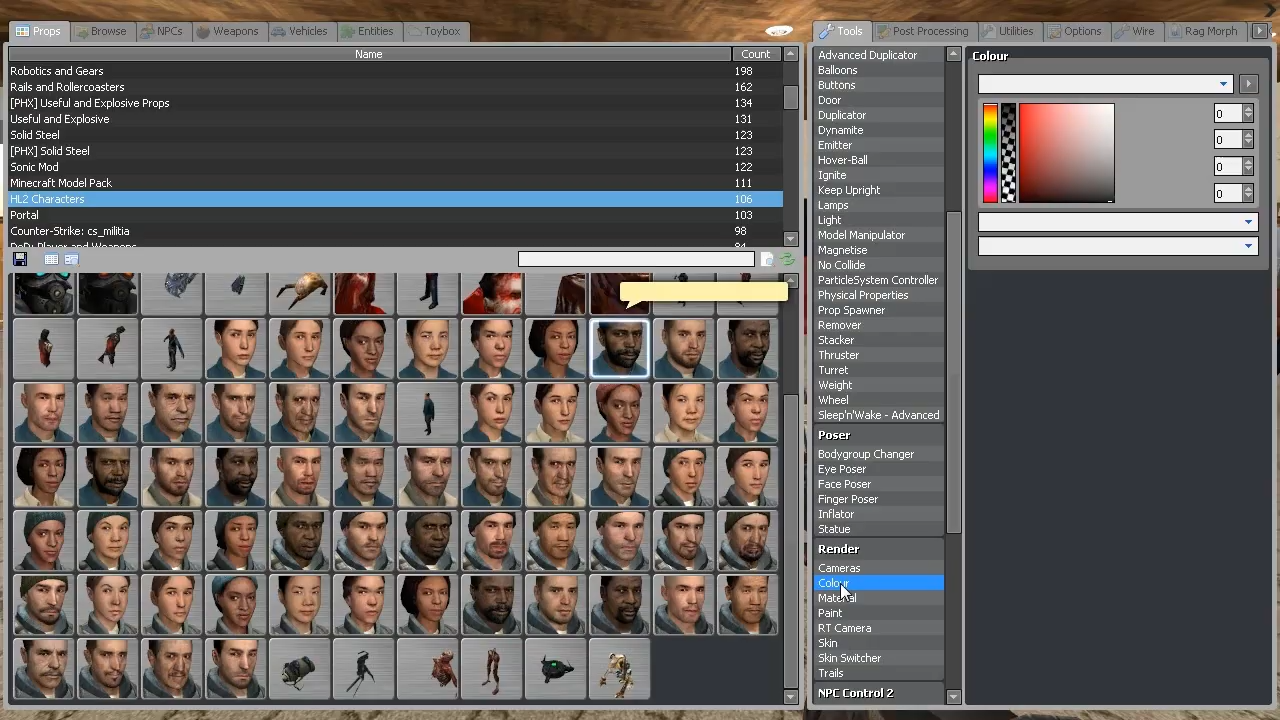 Props
Browse
NPCs
Weapons
Vehicles
Entities
Toybox
Tools
Post Processing
Utilities
Options
Wire
Rag Morph
Name
Count
Robotics and Gears 198
Rails and Rollercoasters 162
[PHX] Useful and Explosive Props 134
Useful and Explosive 131
Solid Steel 123
[PHX] Solid Steel 123
Sonic Mod 122
Minecraft Model Pack 111
HL2 Characters 106
Portal 103
Counter-Strike: cs_militia 98
DoD: Player and Weapons 84
Advanced Duplicator
Balloons
Buttons
Door
Duplicator
Dynamite
Emitter
Hover-Ball
Ignite
Keep Upright
Lamps
Light
Model Manipulator
Magnetise
No Collide
ParticleSystem Controller
Physical Properties
Prop Spawner
Remover
Stacker
Thruster
Turret
Weight
Wheel
Sleep'n'Wake - Advanced
Poser
Bodygroup Changer
Eye Poser
Face Poser
Finger Poser
Inflator
Statue
Render
Cameras
Colour
Material
Paint
RT Camera
Skin
Skin Switcher
Trails
NPC Control 2
Colour
0
0
0
0